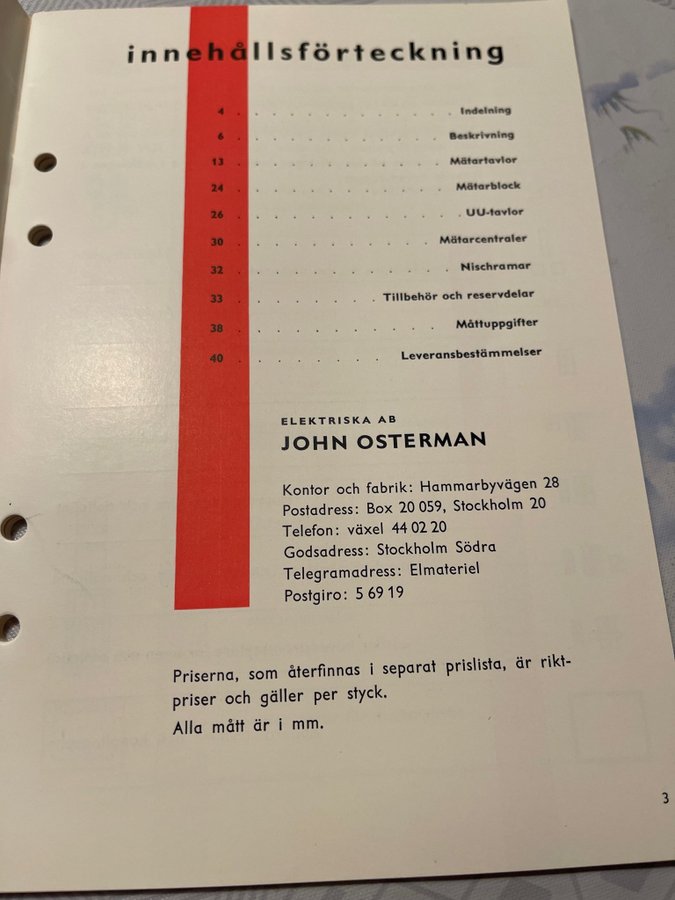 innehållsförteckning
4 . . . . . . . . . . . . Indelning
6 . . . . . . . . . . . . Beskrivning
13 . . . . . . . . . . . Mätartavlor
24 . . . . . . . . . . . Mätarblock
26 . . . . . . . . . . . . UU-tavlor
30 . . . . . . . . . . Mätarcentraler
32 . . . . . . . . . . . . Nischramar
33 . . . . . . . . Tillbehör och reservdelar
38 . . . . . . . . . . . Måttuppgifter
40 . . . . . . . . Leveransbestämmelser
ELEKTRISKA AB
JOHN OSTERMAN
Kontor och fabrik: Hammarbyvägen 28
Postadress: Box 20 059, Stockholm 20
Telefon: växel 44 02 20
Godsadress: Stockholm Södra
Telegramadress: Elmateriel
Postgiro: 5 69 19
Priserna, som återfinnas i separat prislista, är rikt-
priser och gäller per styck.
Alla mått är i mm.
3